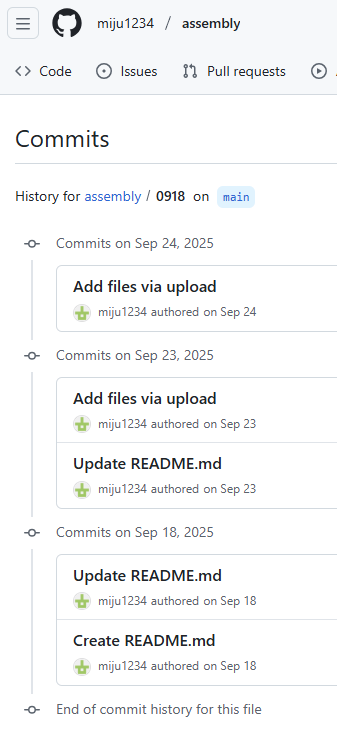 miju1234 / assembly
Code Issues Pull requests
Commits
History for assembly / 0918 on main
Commits on Sep 24, 2025
Add files via upload
miju1234 authored on Sep 24
Commits on Sep 23, 2025
Add files via upload
miju1234 authored on Sep 23
Update README.md
miju1234 authored on Sep 23
Commits on Sep 18, 2025
Update README.md
miju1234 authored on Sep 18
Create README.md
miju1234 authored on Sep 18
End of commit history for this file